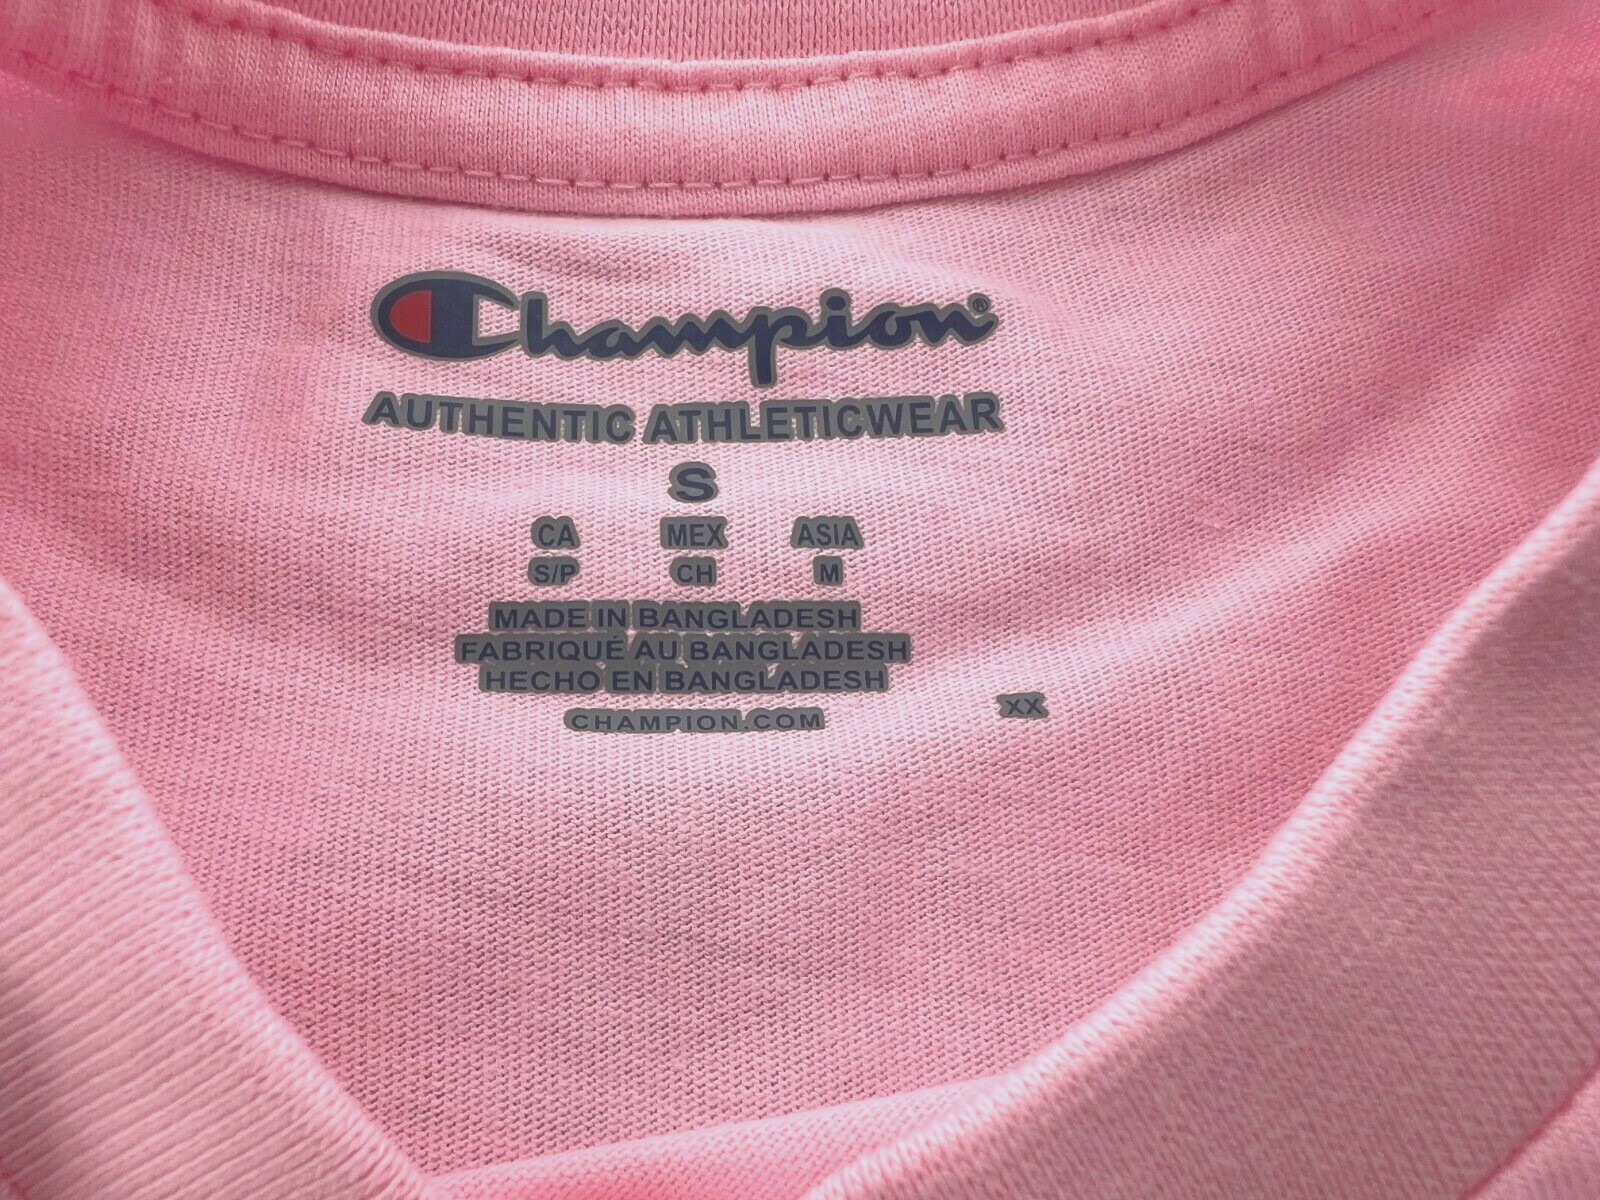 Champion®
AUTHENTIC ATHLETICWEAR
S
CA MEX ASIA
S/P CH M
MADE IN BANGLADESH
FABRIQUÉ AU BANGLADESH
HECHO EN BANGLADESH
CHAMPION.COM
XX